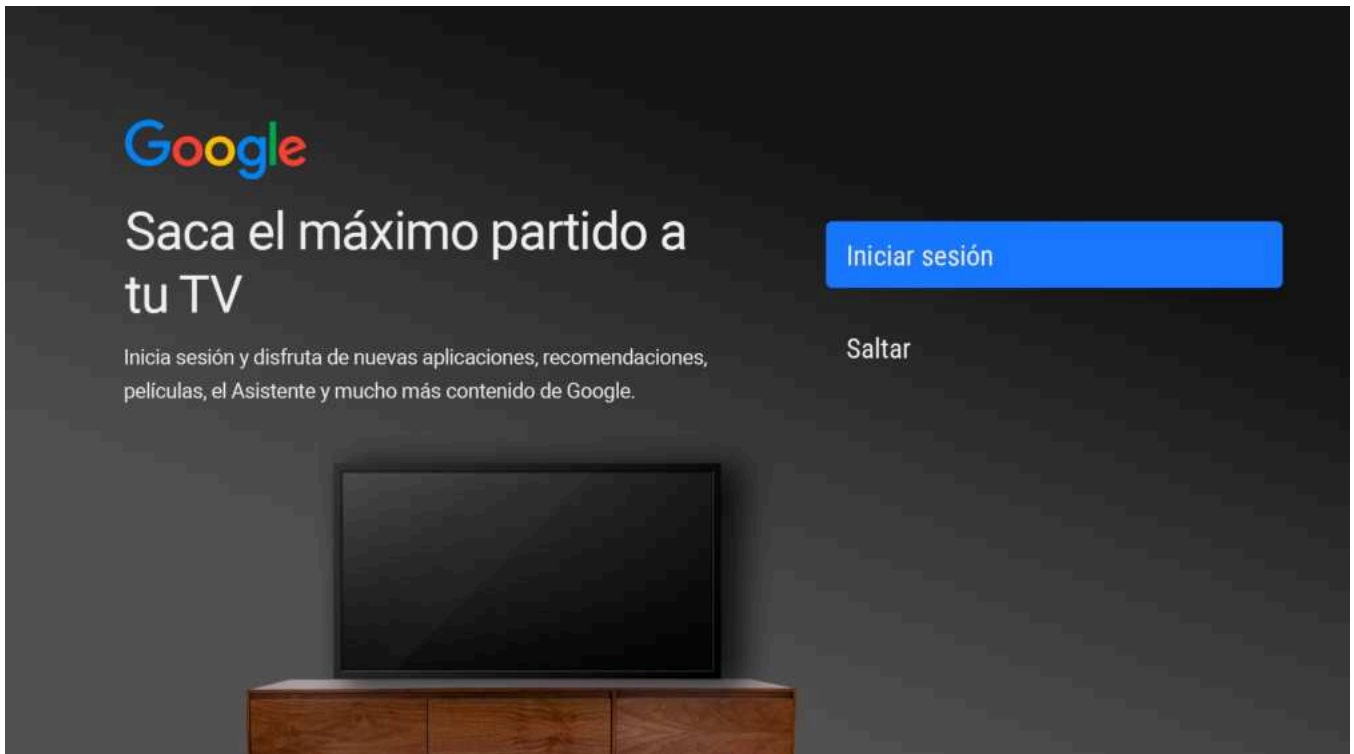 Google
Saca el máximo partido a
tu TV
Inicia sesión y disfruta de nuevas aplicaciones, recomendaciones,
películas, el Asistente y mucho más contenido de Google.
Iniciar sesión
Saltar